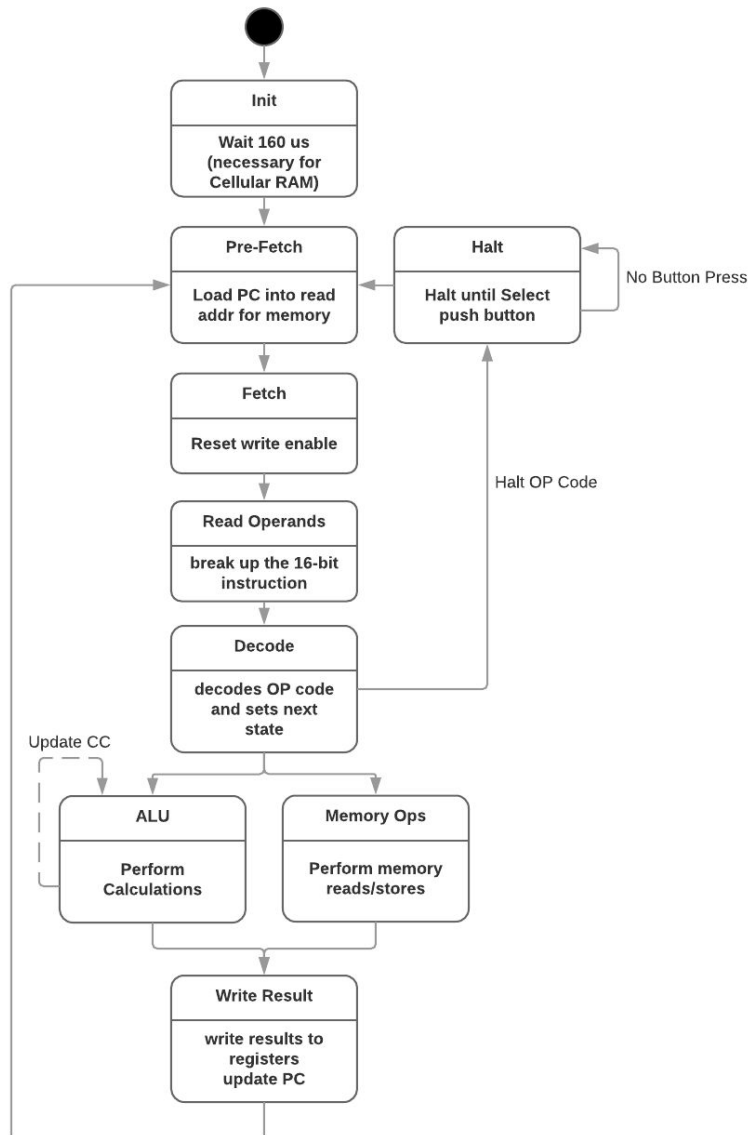 Init
Wait 160 us
(necessary for
Cellular RAM)
Pre-Fetch
Load PC into read
addr for memory
Halt
Halt until Select
push button
No Button Press
Fetch
Reset write enable
Halt OP Code
Read Operands
break up the 16-bit
instruction
Decode
decodes OP code
and sets next
state
Update CC
ALU
Perform
Calculations
Memory Ops
Perform memory
reads/stores
Write Result
write results to
registers
update PC